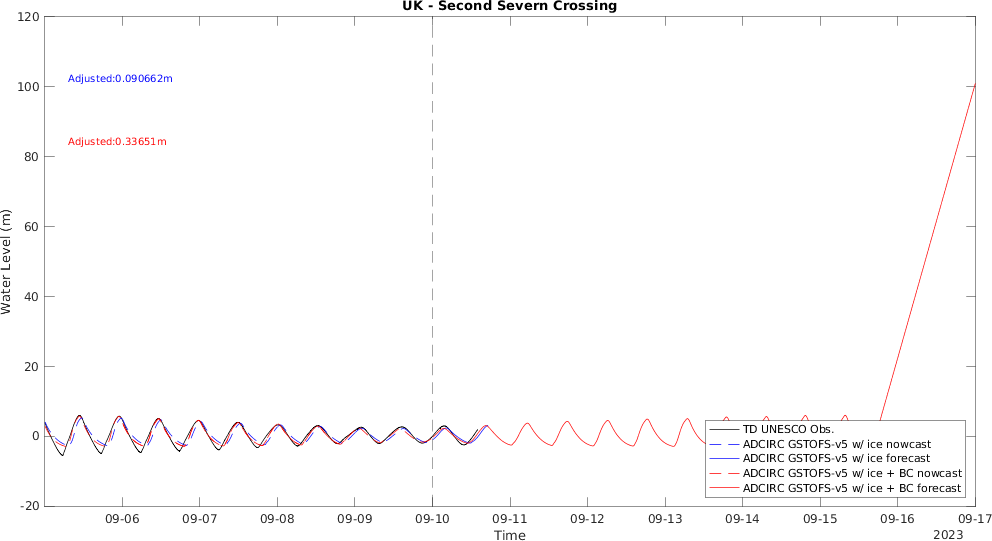 UK - Second Severn Crossing
120
100
80
60
40
20
0
-20
Water Level (m)
Adjusted:0.090662m
Adjusted:0.33651m
TD UNESCO Obs.
ADCIRC GSTOFS-v5 w/ ice nowcast
ADCIRC GSTOFS-v5 w/ ice forecast
ADCIRC GSTOFS-v5 w/ ice + BC nowcast
ADCIRC GSTOFS-v5 w/ ice + BC forecast
09-06 09-07 09-08 09-09 09-10 09-11 09-12 09-13 09-14 09-15 09-16 09-17
Time
2023